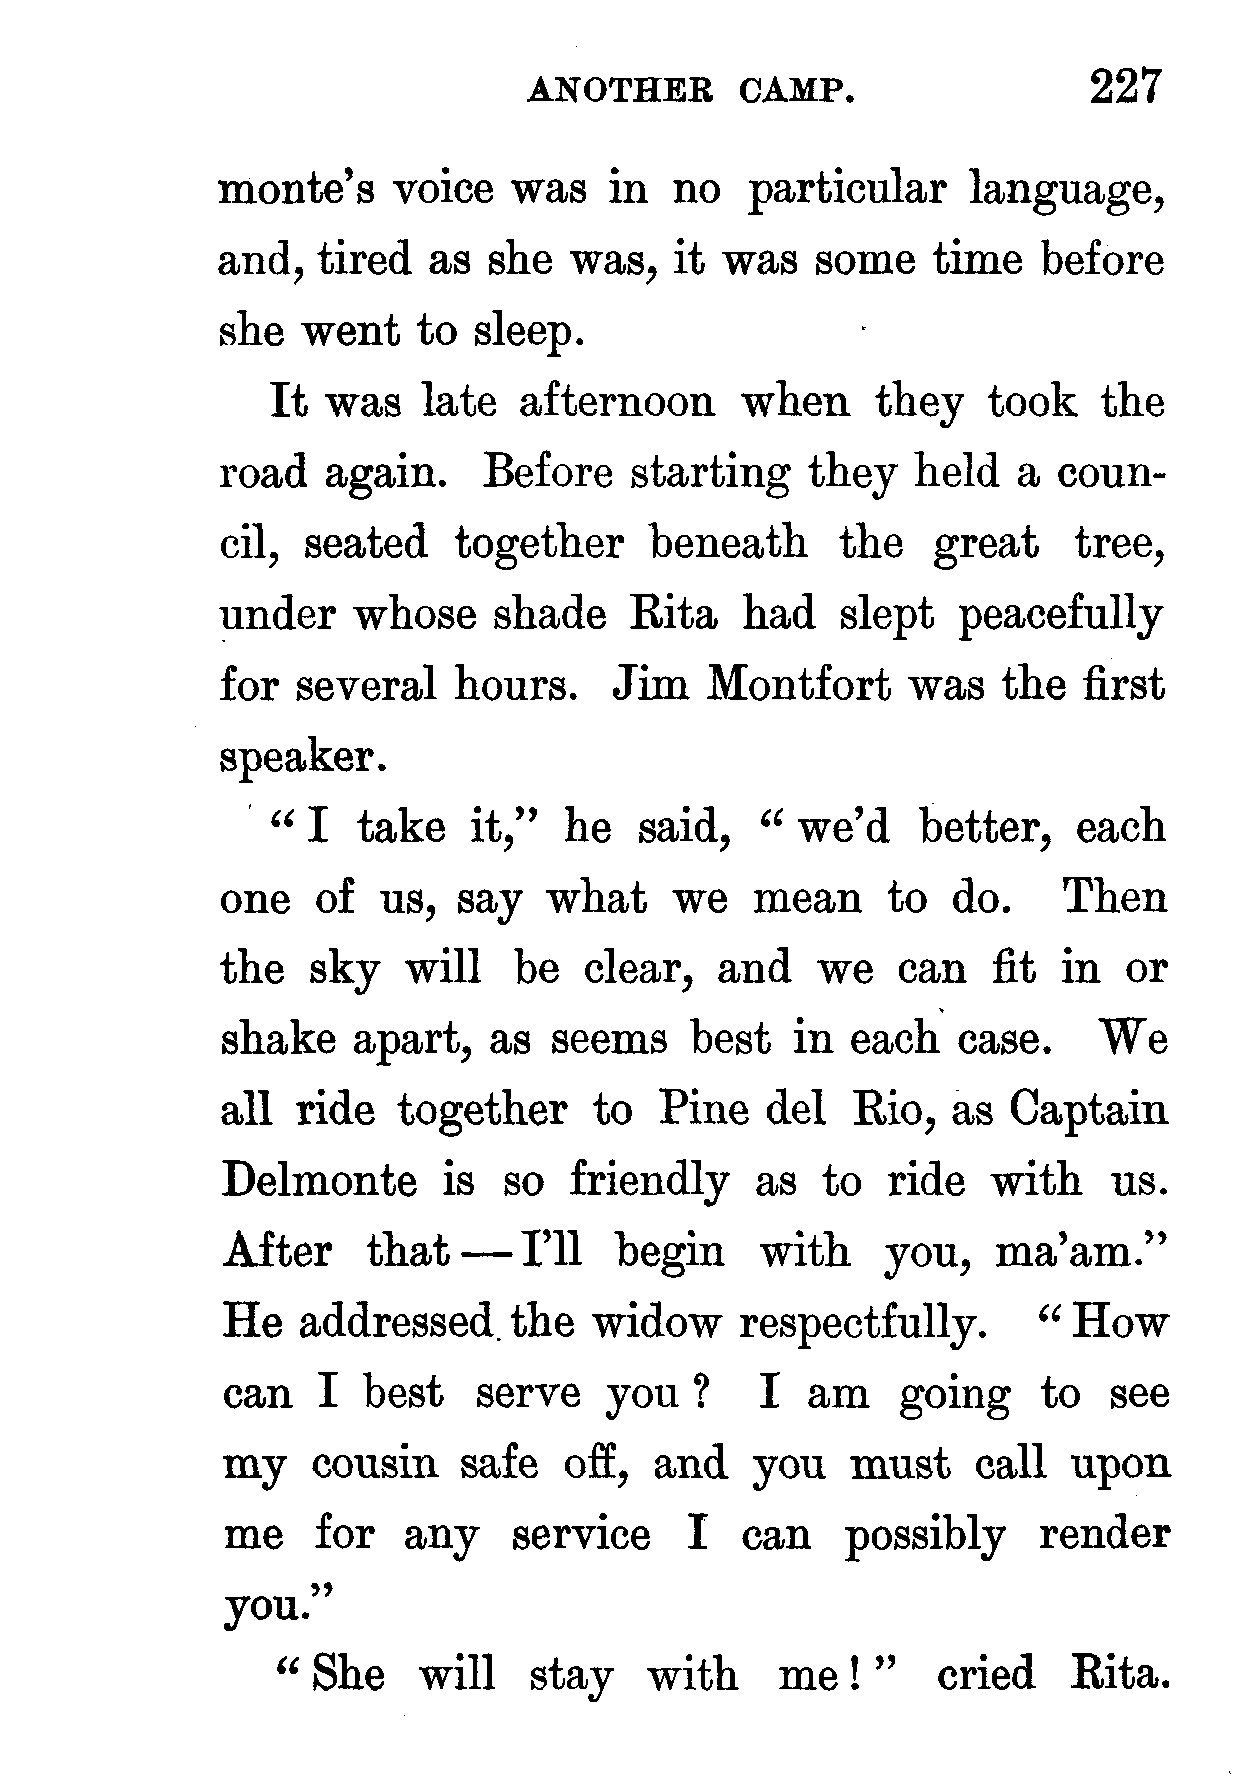 ANOTHER CAMP. 227
monte's voice was in no particular language,
and, tired as she was, it was some time before
she went to sleep.
It was late afternoon when they took the
road again. Before starting they held a coun-
cil, seated together beneath the great tree,
under whose shade Rita had slept peacefully
for several hours. Jim Montfort was the first
speaker.
“ I take it,” he said, “ we'd better, each
one of us, say what we mean to do. Then
the sky will be clear, and we can fit in or
shake apart, as seems best in each case. We
all ride together to Pine del Rio, as Captain
Delmonte is so friendly as to ride with us.
After that — I'll begin with you, ma'am.”
He addressed the widow respectfully. “ How
can I best serve you ? I am going to see
my cousin safe off, and you must call upon
me for any service I can possibly render
you.”
“ She will stay with me ! ” cried Rita.